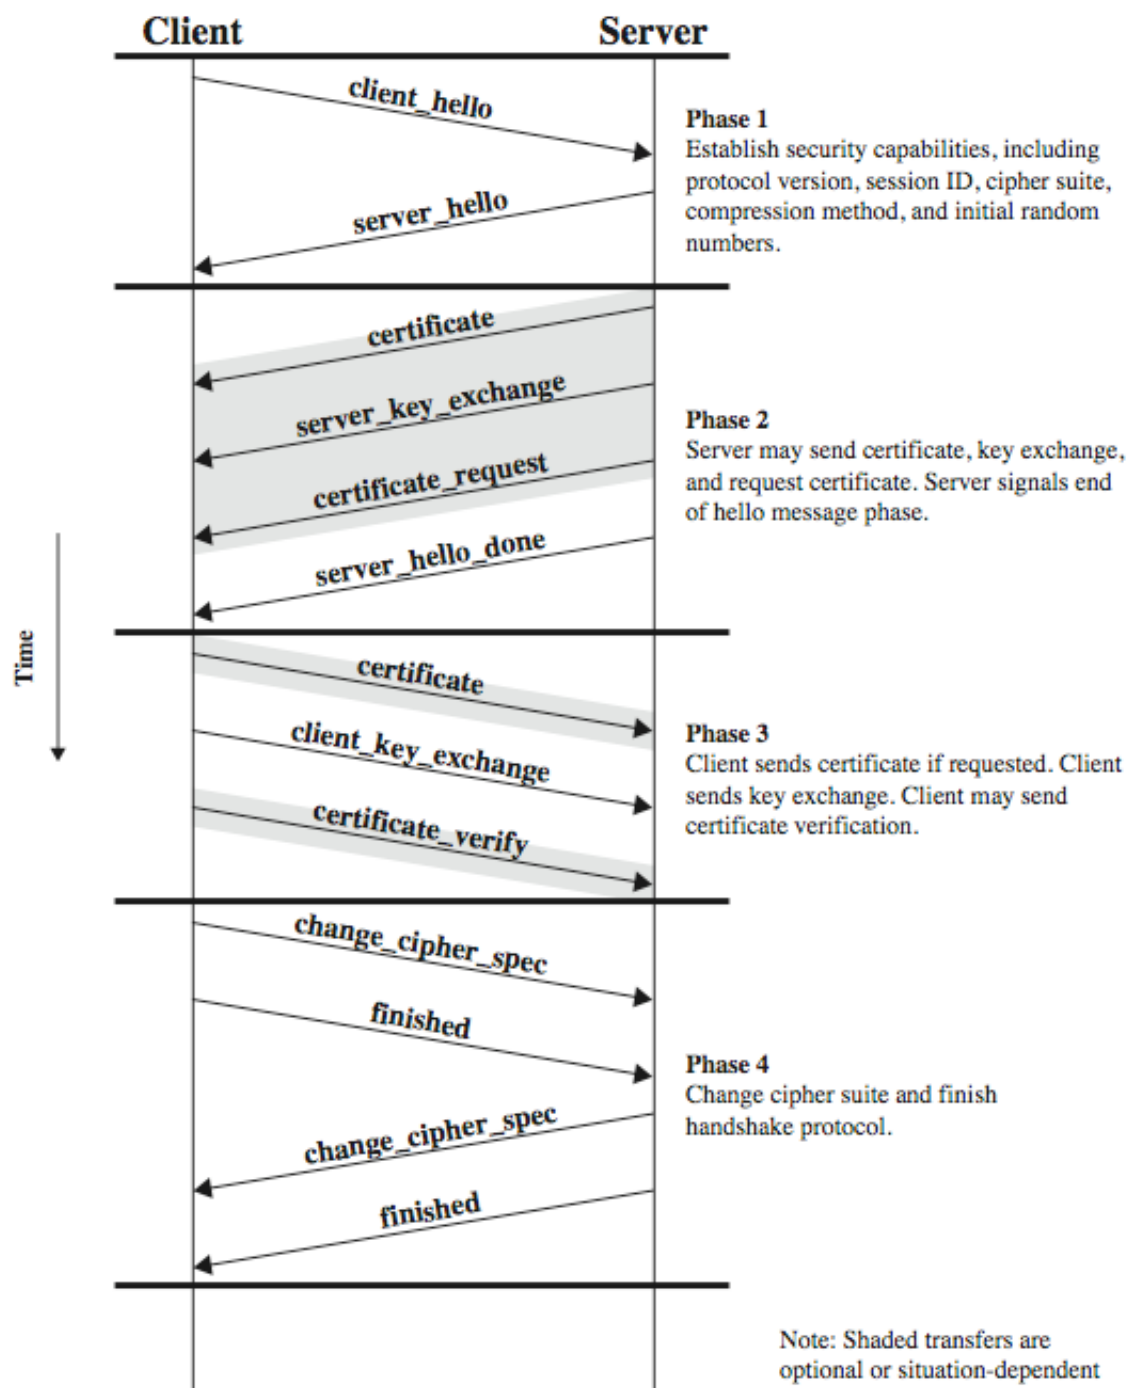 Client
Server
client_hello
Phase 1
Establish security capabilities, including
protocol version, session ID, cipher suite,
compression method, and initial random
numbers.
server_hello
certificate
server_key_exchange
Phase 2
Server may send certificate, key exchange,
and request certificate. Server signals end
of hello message phase.
certificate_request
server_hello_done
Time
certificate
client_key_exchange
Phase 3
Client sends certificate if requested. Client
sends key exchange. Client may send
certificate verification.
certificate_verify
change_cipher_spec
finished
Phase 4
Change cipher suite and finish
handshake protocol.
change_cipher_spec
finished
Note: Shaded transfers are
optional or situation-dependent